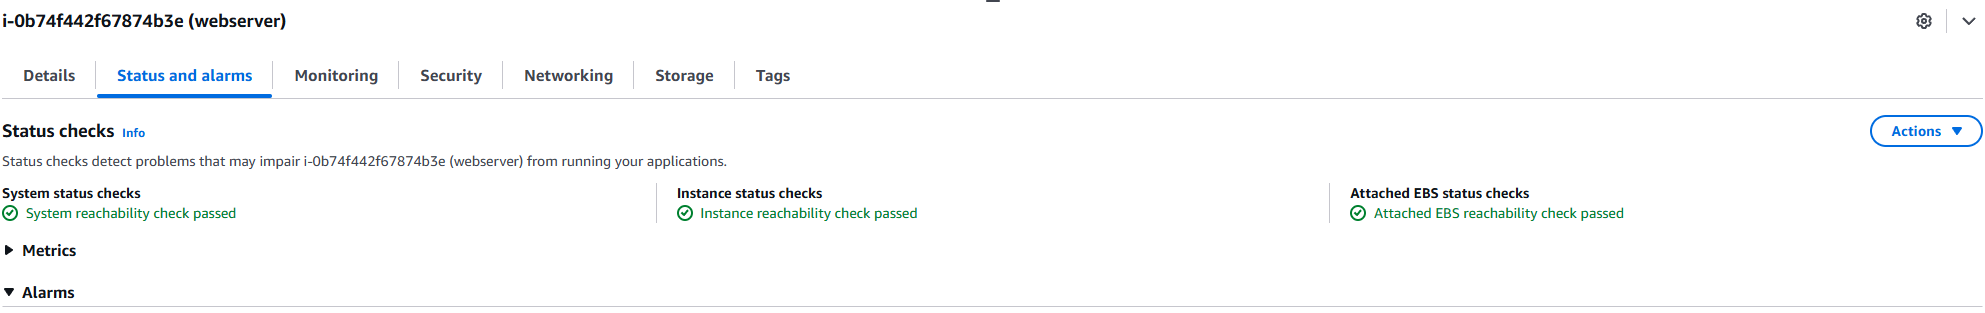 i-0b74f442f67874b3e (webserver)
Details Status and alarms Monitoring Security Networking Storage Tags
Status checks Info
Actions
Status checks detect problems that may impair i-0b74f442f67874b3e (webserver) from running your applications.
System status checks Instance status checks Attached EBS status checks
System reachability check passed Instance reachability check passed Attached EBS reachability check passed
Metrics
Alarms